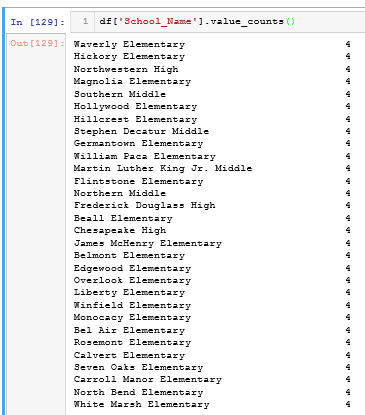 In [129]: 1 df['School_Name'].value_counts()
Out[129]: Waverly Elementary 4
Hickory Elementary 4
Northwestern High 4
Magnolia Elementary 4
Southern Middle 4
Hollywood Elementary 4
Hillcrest Elementary 4
Stephen Decatur Middle 4
Germantown Elementary 4
William Paca Elementary 4
Martin Luther King Jr. Middle 4
Flintstone Elementary 4
Northern Middle 4
Frederick Douglass High 4
Beall Elementary 4
Chesapeake High 4
James McHenry Elementary 4
Belmont Elementary 4
Edgewood Elementary 4
Overlook Elementary 4
Liberty Elementary 4
Winfield Elementary 4
Monocacy Elementary 4
Bel Air Elementary 4
Rosemont Elementary 4
Calvert Elementary 4
Seven Oaks Elementary 4
Carroll Manor Elementary 4
North Bend Elementary 4
White Marsh Elementary 4